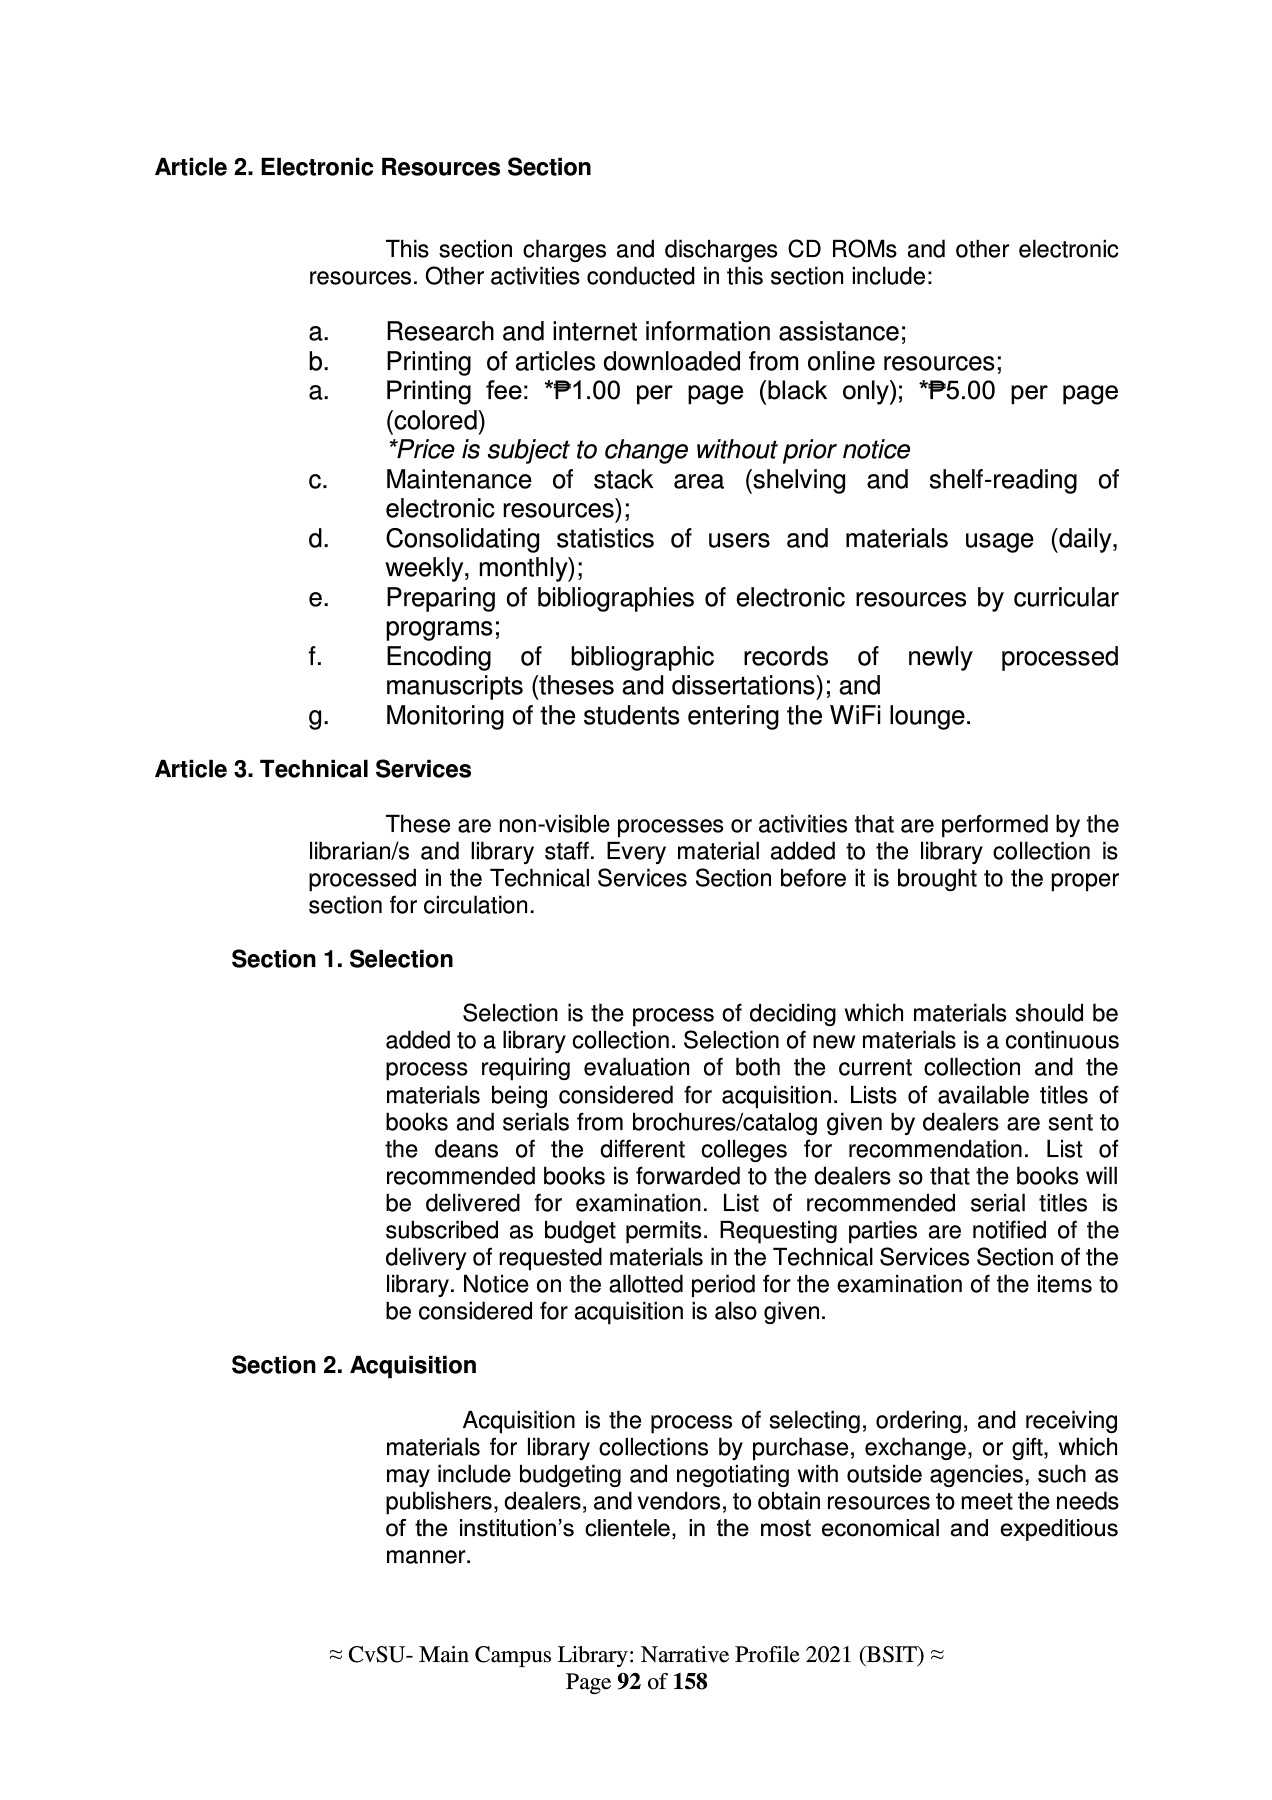 Article 2. Electronic Resources Section
This section charges and discharges CD ROMs and other electronic
resources. Other activities conducted in this section include:
a. Research and internet information assistance;
b. Printing of articles downloaded from online resources;
a. Printing fee: *₱1.00 per page (black only); *₱5.00 per page
(colored)
*Price is subject to change without prior notice
c. Maintenance of stack area (shelving and shelf-reading of
electronic resources);
d. Consolidating statistics of users and materials usage (daily,
weekly, monthly);
e. Preparing of bibliographies of electronic resources by curricular
programs;
f. Encoding of bibliographic records of newly processed
manuscripts (theses and dissertations); and
g. Monitoring of the students entering the WiFi lounge.
Article 3. Technical Services
These are non-visible processes or activities that are performed by the
librarian/s and library staff. Every material added to the library collection is
processed in the Technical Services Section before it is brought to the proper
section for circulation.
Section 1. Selection
Selection is the process of deciding which materials should be
added to a library collection. Selection of new materials is a continuous
process requiring evaluation of both the current collection and the
materials being considered for acquisition. Lists of available titles of
books and serials from brochures/catalog given by dealers are sent to
the deans of the different colleges for recommendation. List of
recommended books is forwarded to the dealers so that the books will
be delivered for examination. List of recommended serial titles is
subscribed as budget permits. Requesting parties are notified of the
delivery of requested materials in the Technical Services Section of the
library. Notice on the allotted period for the examination of the items to
be considered for acquisition is also given.
Section 2. Acquisition
Acquisition is the process of selecting, ordering, and receiving
materials for library collections by purchase, exchange, or gift, which
may include budgeting and negotiating with outside agencies, such as
publishers, dealers, and vendors, to obtain resources to meet the needs
of the institution’s clientele, in the most economical and expeditious
manner.
≈ CvSU- Main Campus Library: Narrative Profile 2021 (BSIT) ≈
Page 92 of 158